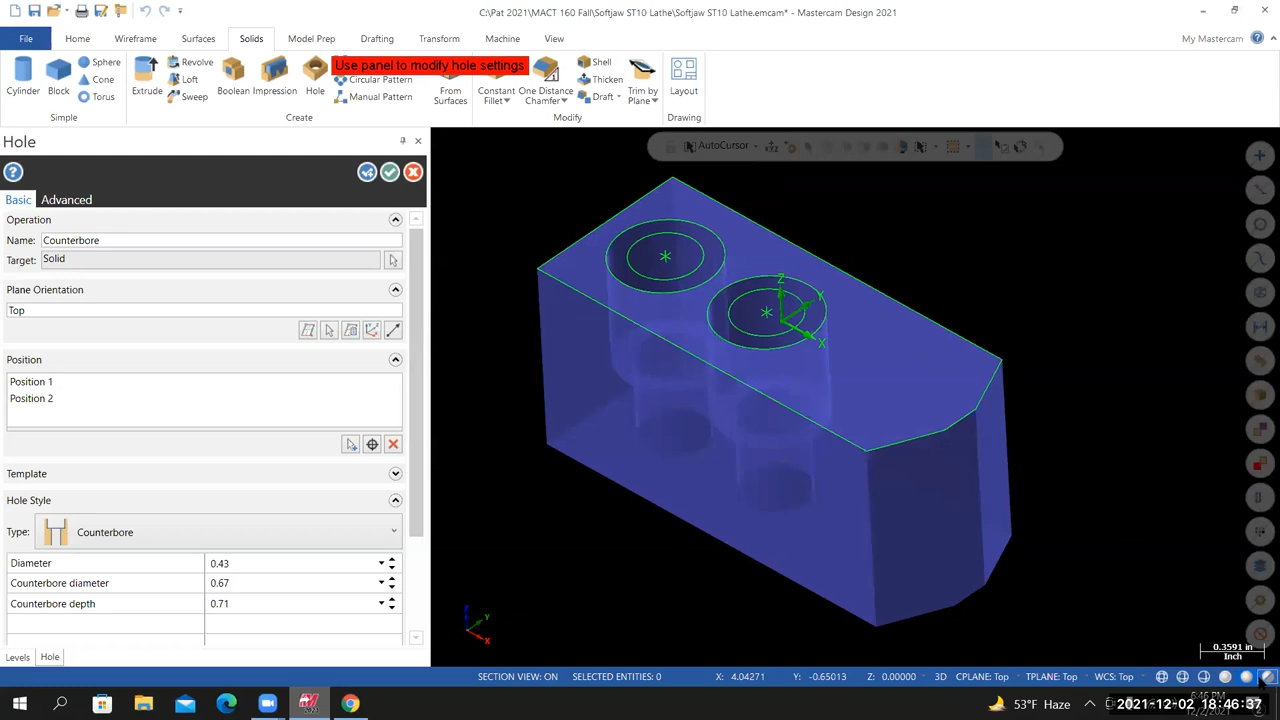 C:\Pat 2021\MACT 160 Fall\Softjaw ST10 Lathe\Softjaw ST10 Lathe.emcam* - Mastercam Design 2021
File Home Wireframe Surfaces Solids Model Prep Drafting Transform Machine View My Mastercam
Use panel to modify hole settings
Cylinder Block Sphere Cone Torus
Simple
Extrude Revolve Loft Sweep Boolean Impression Hole Circular Pattern Manual Pattern From Surfaces
Create
Constant Fillet One Distance Chamfer Shell Thicken Draft Trim by Plane
Modify
Layout
Drawing
Hole
AutoCursor
Basic Advanced
Operation
Name: Counterbore
Target: Solid
Plane Orientation
Top
Position
Position 1
Position 2
Template
Hole Style
Type: Counterbore
Diameter 0.43
Counterbore diameter 0.67
Counterbore depth 0.71
Z
Y
X
Z
Y
X
0.3591 in
Inch
Levels Hole
SECTION VIEW: ON SELECTED ENTITIES: 0 X: 4.04271 Y: -0.65013 Z: 0.00000 3D CPLANE: Top TPLANE: Top WCS: Top
53°F Haze
6:46 PM
2021-12-02 18:46:37
12/2/2021